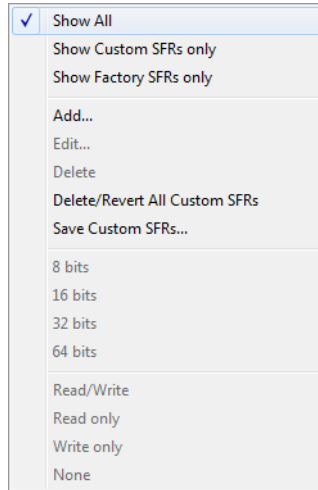 Show All
Show Custom SFRs only
Show Factory SFRs only
Add...
Edit...
Delete
Delete/Revert All Custom SFRs
Save Custom SFRs...
8 bits
16 bits
32 bits
64 bits
Read/Write
Read only
Write only
None